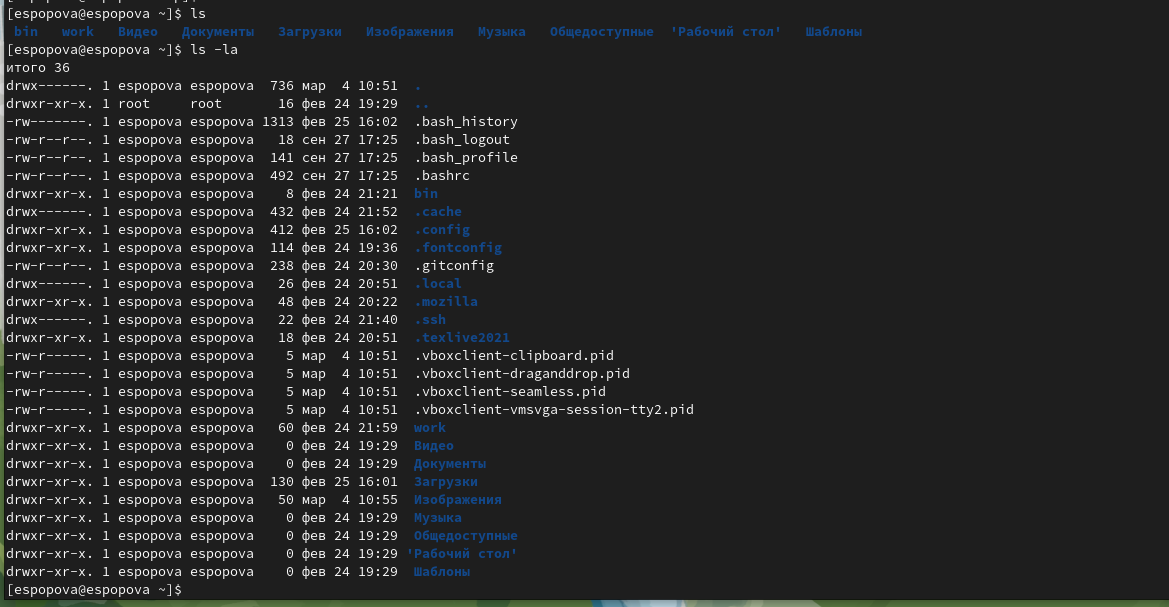 [espopova@espopova ~]$ ls
bin work Видео Документы Загрузки Изображения Музыка Общедоступные 'Рабочий стол' Шаблоны
[espopova@espopova ~]$ ls -la
итого 36
drwx------. 1 espopova espopova 736 мар 4 10:51 .
drwxr-xr-x. 1 root root 16 фев 24 19:29 ..
-rw-------. 1 espopova espopova 1313 фев 25 16:02 .bash_history
-rw-r--r--. 1 espopova espopova 18 сен 27 17:25 .bash_logout
-rw-r--r--. 1 espopova espopova 141 сен 27 17:25 .bash_profile
-rw-r--r--. 1 espopova espopova 492 сен 27 17:25 .bashrc
drwxr-xr-x. 1 espopova espopova 8 фев 24 21:21 bin
drwx------. 1 espopova espopova 432 фев 24 21:52 .cache
drwxr-xr-x. 1 espopova espopova 412 фев 25 16:02 .config
drwxr-xr-x. 1 espopova espopova 114 фев 24 19:36 .fontconfig
-rw-r--r--. 1 espopova espopova 238 фев 24 20:30 .gitconfig
drwx------. 1 espopova espopova 26 фев 24 20:51 .local
drwxr-xr-x. 1 espopova espopova 48 фев 24 20:22 .mozilla
drwx------. 1 espopova espopova 22 фев 24 21:40 .ssh
drwxr-xr-x. 1 espopova espopova 18 фев 24 20:51 .texlive2021
-rw-r-----. 1 espopova espopova 5 мар 4 10:51 .vboxclient-clipboard.pid
-rw-r-----. 1 espopova espopova 5 мар 4 10:51 .vboxclient-draganddrop.pid
-rw-r-----. 1 espopova espopova 5 мар 4 10:51 .vboxclient-seamless.pid
-rw-r-----. 1 espopova espopova 5 мар 4 10:51 .vboxclient-vmsvga-session-tty2.pid
drwxr-xr-x. 1 espopova espopova 60 фев 24 21:59 work
drwxr-xr-x. 1 espopova espopova 0 фев 24 19:29 Видео
drwxr-xr-x. 1 espopova espopova 0 фев 24 19:29 Документы
drwxr-xr-x. 1 espopova espopova 130 фев 25 16:01 Загрузки
drwxr-xr-x. 1 espopova espopova 50 мар 4 10:55 Изображения
drwxr-xr-x. 1 espopova espopova 0 фев 24 19:29 Музыка
drwxr-xr-x. 1 espopova espopova 0 фев 24 19:29 Общедоступные
drwxr-xr-x. 1 espopova espopova 0 фев 24 19:29 'Рабочий стол'
drwxr-xr-x. 1 espopova espopova 0 фев 24 19:29 Шаблоны
[espopova@espopova ~]$